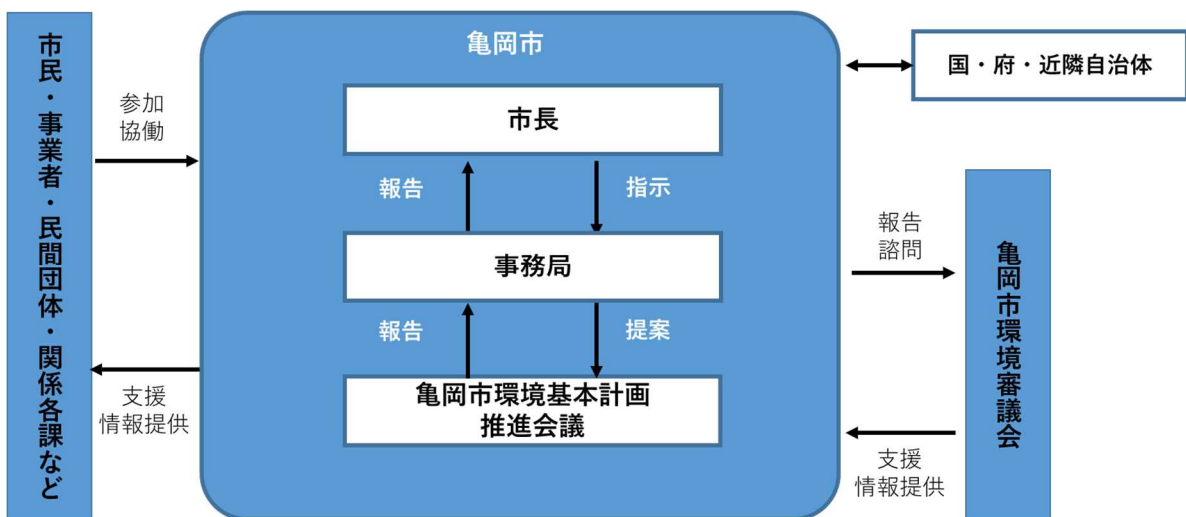 市民・事業者・民間団体・関係各課など
参加
協働
支援
情報提供
亀岡市
市長
報告
指示
事務局
報告
提案
亀岡市環境基本計画
推進会議
国・府・近隣自治体
報告
諮問
支援
情報提供
亀岡市環境審議会